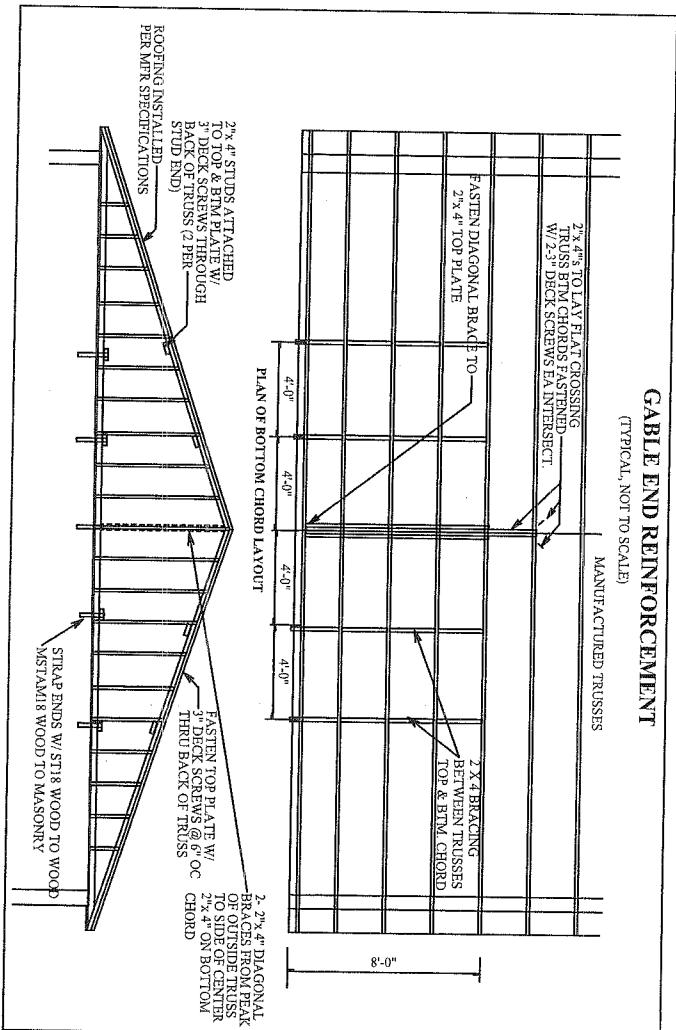 GABLE END REINFORCEMENT
(TYPICAL, NOT TO SCALE)
MANUFACTURED TRUSSES
2"x 4"s TO LAY FLAT CROSSING
TRUSS BTM CHORDS FASTENED
W/ 2-3" DECK SCREWS EA INTERSECT.
FASTEN DIAGONAL BRACE TO
2"x 4" TOP PLATE
2 X 4 BRACING
BETWEEN TRUSSES
TOP & BTM. CHORD
8'-0"
4'-0"
4'-0"
4'-0"
4'-0"
PLAN OF BOTTOM CHORD LAYOUT
2"x 4" STUDS ATTACHED
TO TOP & BTM PLATE W/
3" DECK SCREWS THROUGH
BACK OF TRUSS (2 PER
STUD END)
ROOFING INSTALLED
PER MFR SPECIFICATIONS
FASTEN TOP PLATE W/
3" DECK SCREWS @ 6" OC
THRU BACK OF TRUSS
2- 2"x 4" DIAGONAL
BRACES FROM PEAK
OF OUTSIDE TRUSS
TO SIDE OF CENTER
2"x 4" ON BOTTOM
CHORD
STRAP ENDS W/ ST18 WOOD TO WOOD
MSTAM18 WOOD TO MASONRY